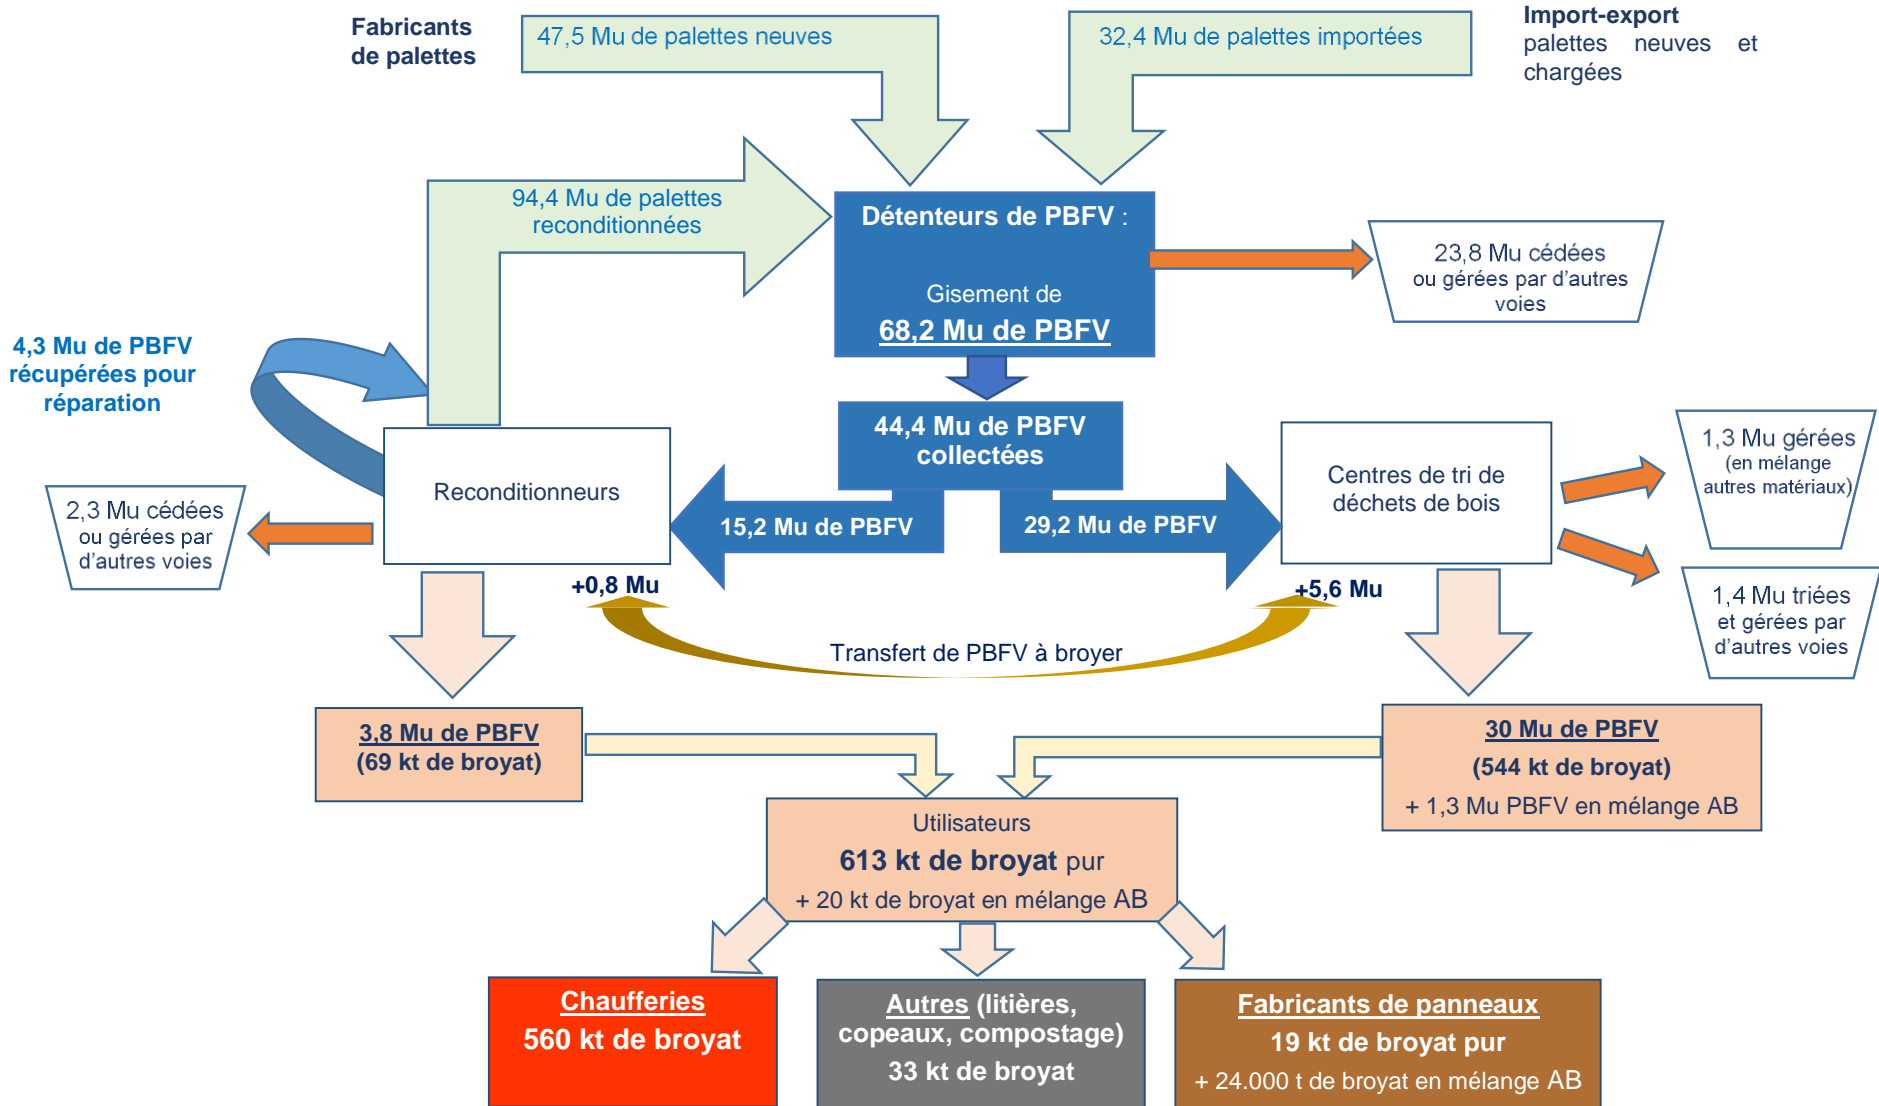 Fabricants
de palettes
47,5 Mu de palettes neuves
32,4 Mu de palettes importées
Import-export
palettes neuves et
chargées
94,4 Mu de palettes
reconditionnées
Détenteurs de PBFV :
Gisement de
68,2 Mu de PBFV
23,8 Mu cédées
ou gérées par d'autres
voies
4,3 Mu de PBFV
récupérées pour
réparation
44,4 Mu de PBFV
collectées
Reconditionneurs
15,2 Mu de PBFV
29,2 Mu de PBFV
Centres de tri de
déchets de bois
1,3 Mu gérées
(en mélange
autres matériaux)
2,3 Mu cédées
ou gérées par
d'autres voies
1,4 Mu triées
et gérées par
d'autres voies
+0,8 Mu
+5,6 Mu
Transfert de PBFV à broyer
3,8 Mu de PBFV
(69 kt de broyat)
30 Mu de PBFV
(544 kt de broyat)
+ 1,3 Mu PBFV en mélange AB
Utilisateurs
613 kt de broyat pur
+ 20 kt de broyat en mélange AB
Chaufferies
560 kt de broyat
Autres (litières,
copeaux, compostage)
33 kt de broyat
Fabricants de panneaux
19 kt de broyat pur
+ 24.000 t de broyat en mélange AB